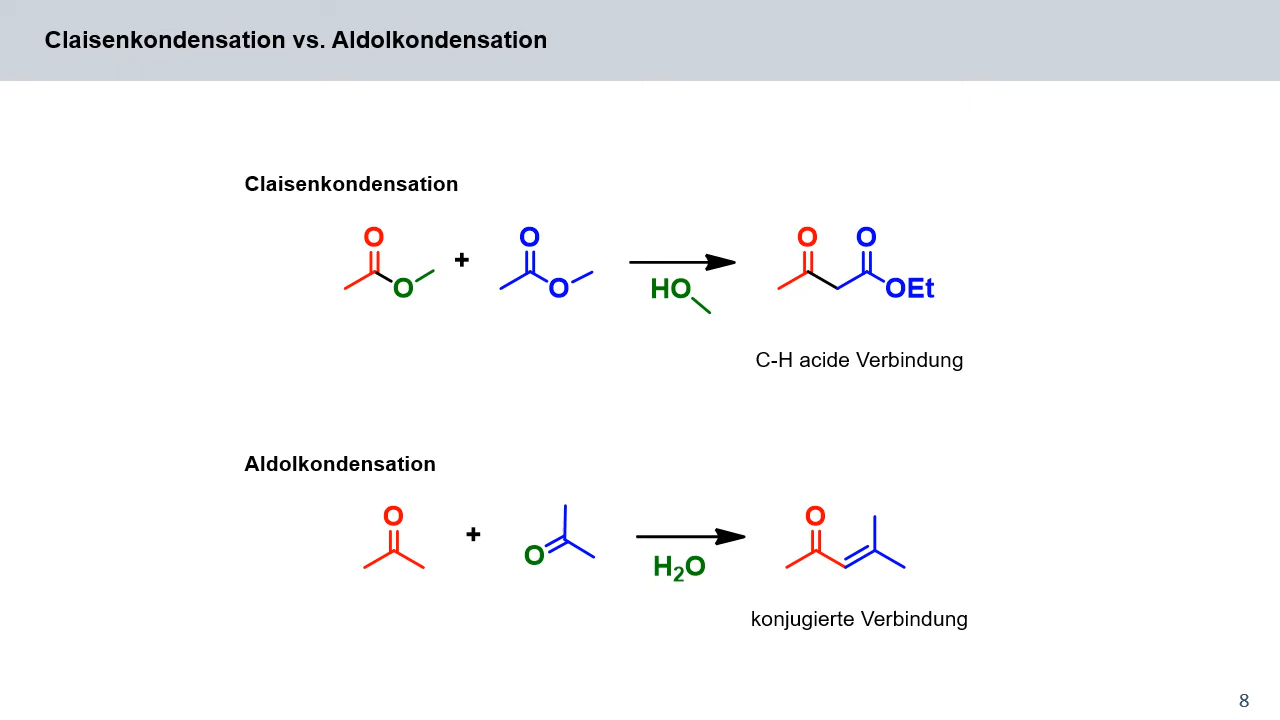 Claisenkondensation vs. Aldolkondensation
Claisenkondensation
O O O O
+
O O HO OEt
C-H acide Verbindung
Aldolkondensation
O O
+
O H₂O
konjugierte Verbindung
8